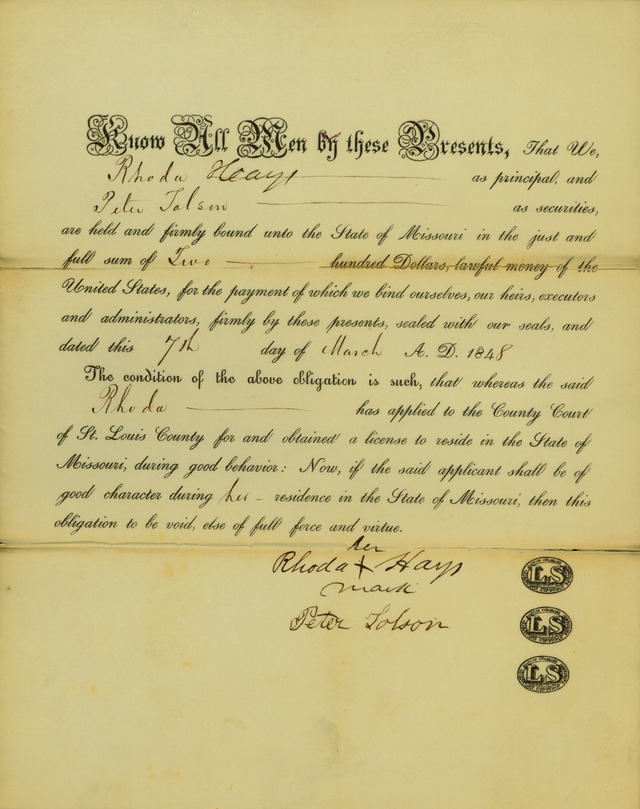 Know All Men by these Presents, That We,
Rhoda Hays as principal, and
Peter Tolson as securities,
are held and firmly bound unto the State of Missouri in the just and
full sum of Two hundred Dollars, lawful money of the
United States, for the payment of which we bind ourselves, our heirs, executors
and administrators, firmly by these presents, sealed with our seals, and
dated this 7th day of March A. D. 1848
The condition of the above obligation is such, that whereas the said
Rhoda has applied to the County Court
of St. Louis County for and obtained a license to reside in the State of
Missouri, during good behavior: Now, if the said applicant shall be of
good character during her residence in the State of Missouri, then this
obligation to be void, else of full force and virtue.
her
Rhoda X Hays
mark
Peter Tolson
LS
LS
LS